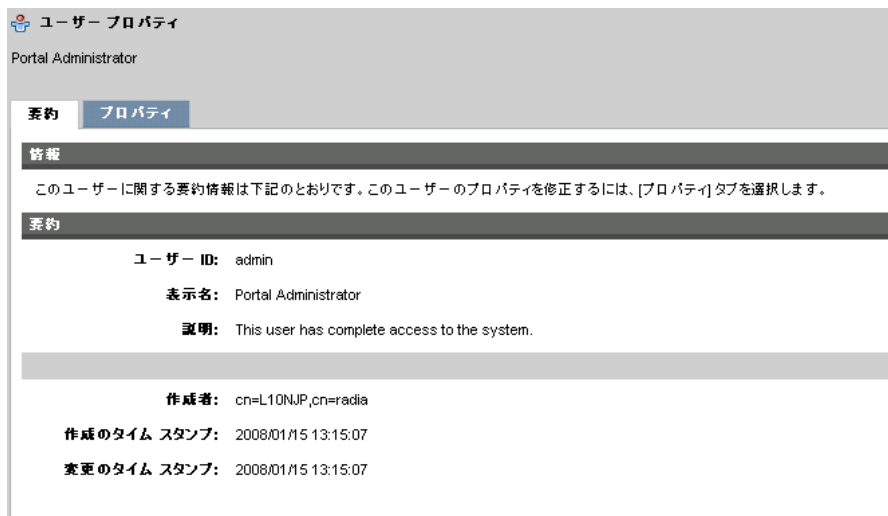 ユーザー プロパティ
Portal Administrator
要約 プロパティ
情報
このユーザーに関する要約情報は下記のとおりです。このユーザーのプロパティを修正するには、[プロパティ] タブを選択します。
要約
ユーザー ID: admin
表示名: Portal Administrator
説明: This user has complete access to the system.
作成者: cn=L10NJP,cn=radia
作成のタイム スタンプ: 2008/01/15 13:15:07
変更のタイム スタンプ: 2008/01/15 13:15:07